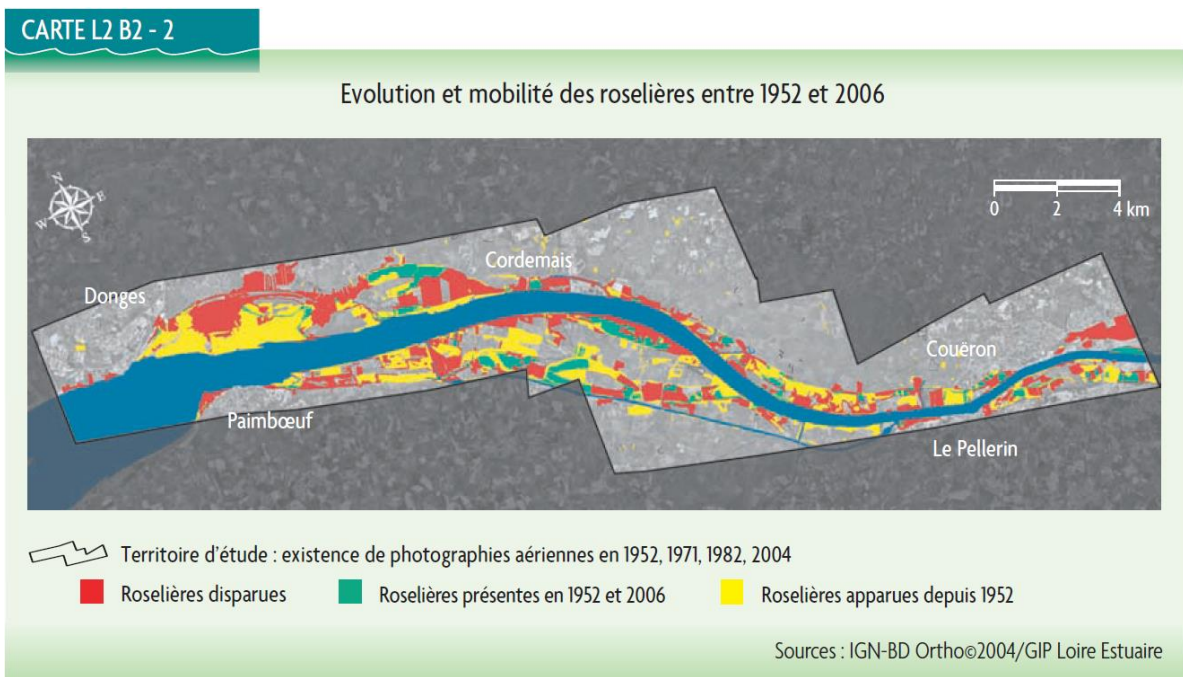 CARTE L2 B2 - 2
Evolution et mobilité des roselières entre 1952 et 2006
N
W E
S
0 2 4 km
Cordemais
Donges
Couëron
Paimbœuf
Le Pellerin
Territoire d'étude : existence de photographies aériennes en 1952, 1971, 1982, 2004
Roselières disparues Roselières présentes en 1952 et 2006 Roselières apparues depuis 1952
Sources : IGN-BD Ortho©2004/GIP Loire Estuaire